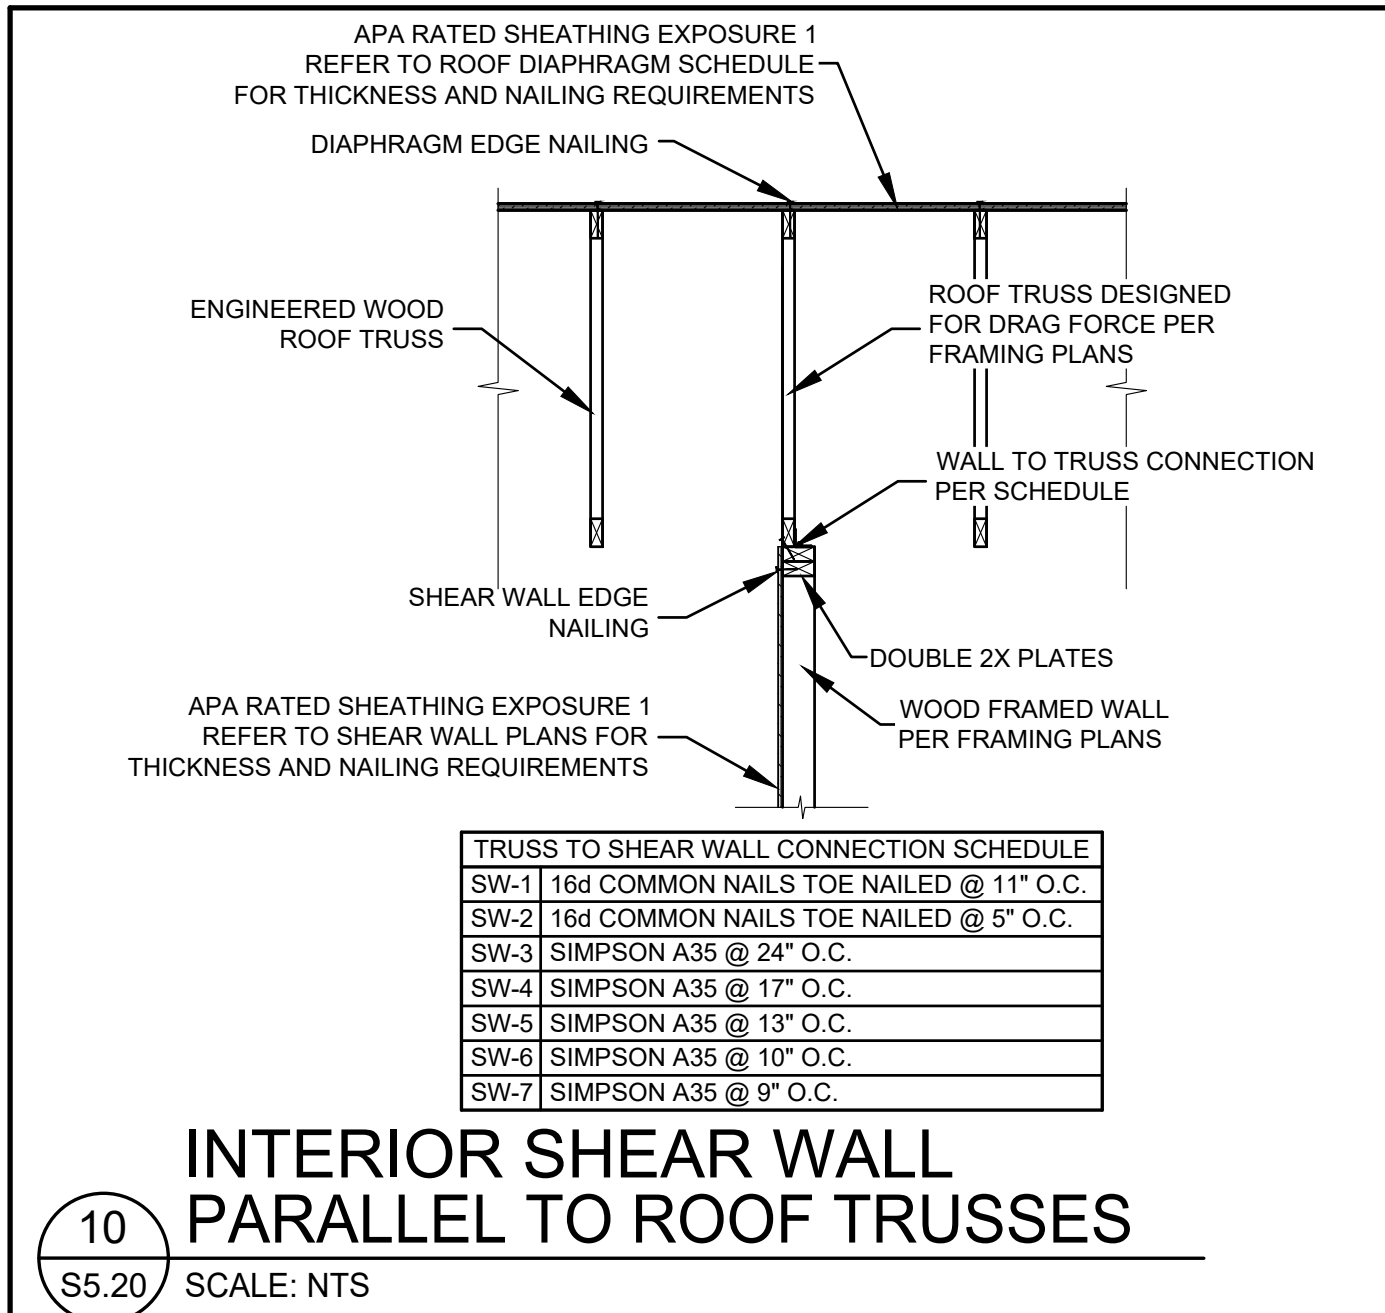 APA RATED SHEATHING EXPOSURE 1
REFER TO ROOF DIAPHRAGM SCHEDULE
FOR THICKNESS AND NAILING REQUIREMENTS
DIAPHRAGM EDGE NAILING
ENGINEERED WOOD
ROOF TRUSS
ROOF TRUSS DESIGNED
FOR DRAG FORCE PER
FRAMING PLANS
WALL TO TRUSS CONNECTION
PER SCHEDULE
SHEAR WALL EDGE
NAILING
DOUBLE 2X PLATES
APA RATED SHEATHING EXPOSURE 1
REFER TO SHEAR WALL PLANS FOR
THICKNESS AND NAILING REQUIREMENTS
WOOD FRAMED WALL
PER FRAMING PLANS
TRUSS TO SHEAR WALL CONNECTION SCHEDULE
SW-1 16d COMMON NAILS TOE NAILED @ 11" O.C.
SW-2 16d COMMON NAILS TOE NAILED @ 5" O.C.
SW-3 SIMPSON A35 @ 24" O.C.
SW-4 SIMPSON A35 @ 17" O.C.
SW-5 SIMPSON A35 @ 13" O.C.
SW-6 SIMPSON A35 @ 10" O.C.
SW-7 SIMPSON A35 @ 9" O.C.
INTERIOR SHEAR WALL
PARALLEL TO ROOF TRUSSES
10
S5.20
SCALE: NTS